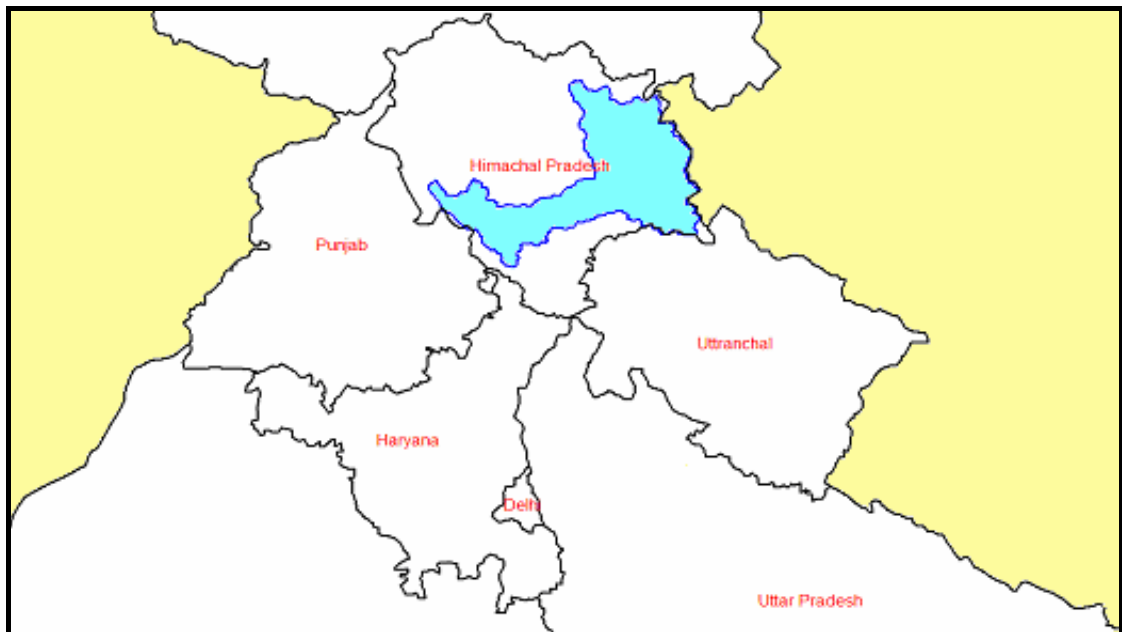 Himachal Pradesh
Punjab
Uttranchal
Haryana
Delhi
Uttar Pradesh